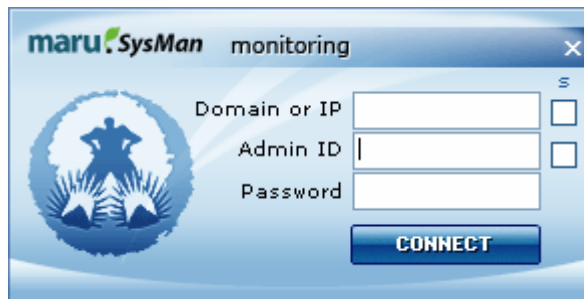 maru SysMan monitoring
s
Domain or IP
Admin ID
Password
CONNECT